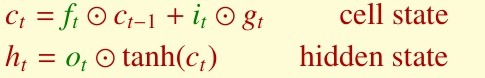 c_t = f_t ⊙ c_{t−1} + i_t ⊙ g_t cell state
h_t = o_t ⊙ tanh(c_t) hidden state